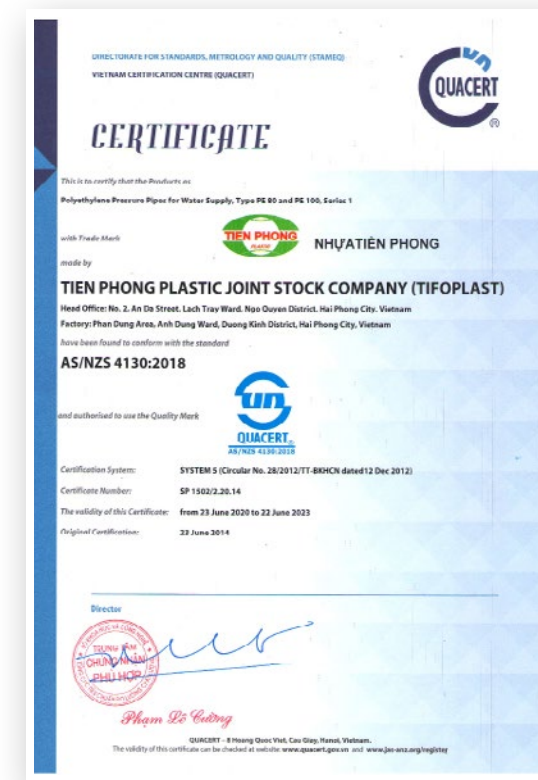 DIRECTORATE FOR STANDARDS, METROLOGY AND QUALITY (STAMEQ)
VIETNAM CERTIFICATION CENTRE (QUACERT)
QUACERT
®
CERTIFICATE
This is to certify that the Products as
Polyethylene Pressure Pipes for Water Supply, Type PE 80 and PE 100, Series 1
with Trade Mark
TIEN PHONG
PLASTIC
NHỰATIÊN PHONG
made by
TIEN PHONG PLASTIC JOINT STOCK COMPANY (TIFOPLAST)
Head Office: No. 2, An Da Street, Lach Tray Ward, Ngo Quyen District, Hai Phong City, Vietnam
Factory: Phan Dung Area, Anh Dung Ward, Duong Kinh District, Hai Phong City, Vietnam
have been found to conform with the standard
AS/NZS 4130:2018
and authorised to use the Quality Mark
QUACERT
AS/NZS 4130:2018
Certification System: SYSTEM 5 (Circular No. 28/2012/TT-BKHCN dated12 Dec 2012)
Certificate Number: SP 1502/2.20.14
The validity of this Certificate: from 23 June 2020 to 22 June 2023
Original Certification: 23 June 2014
Director
TRUNG TÂM
CHỨNG NHẬN
PHÙ HỢP
Phạm Lê Cường
QUACERT – 8 Hoang Quoc Viet, Cau Giay, Hanoi, Vietnam.
The validity of this certificate can be checked at website: www.quacert.gov.vn and www.jas-anz.org/register